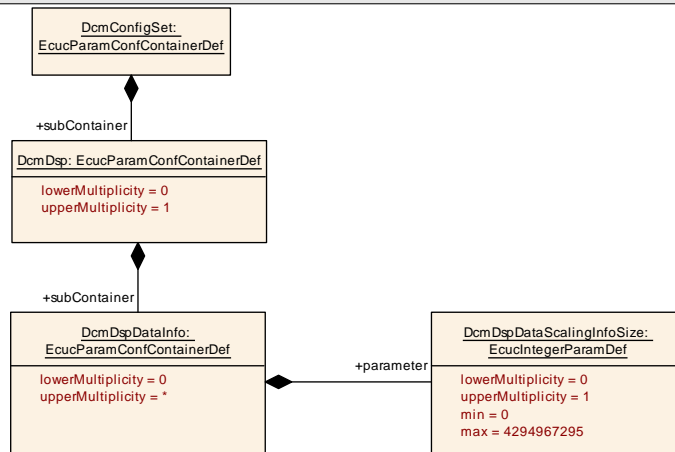 DcmConfigSet:
EcucParamConfContainerDef
+subContainer
DcmDsp: EcucParamConfContainerDef
lowerMultiplicity = 0
upperMultiplicity = 1
+subContainer
DcmDspDataInfo:
EcucParamConfContainerDef
lowerMultiplicity = 0
upperMultiplicity = *
+parameter
DcmDspDataScalingInfoSize:
EcucIntegerParamDef
lowerMultiplicity = 0
upperMultiplicity = 1
min = 0
max = 4294967295